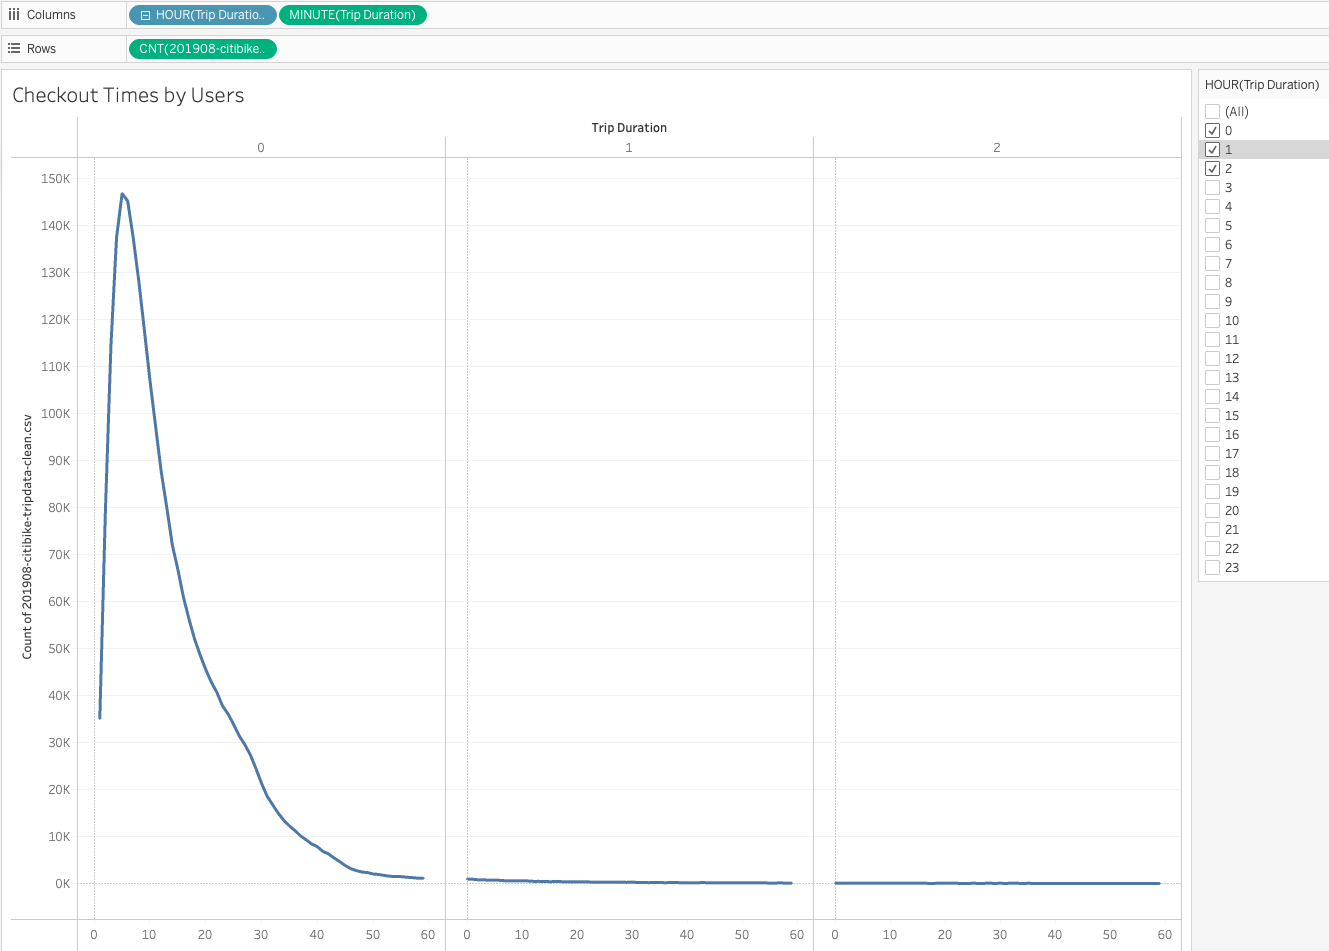 Columns
HOUR(Trip Duratio..
MINUTE(Trip Duration)
Rows
CNT(201908-citibike..
Checkout Times by Users
Trip Duration
0 1 2
Count of 201908-citibike-tripdata-clean.csv
150K
140K
130K
120K
110K
100K
90K
80K
70K
60K
50K
40K
30K
20K
10K
0K
0 10 20 30 40 50 60 0 10 20 30 40 50 60 0 10 20 30 40 50 60
HOUR(Trip Duration)
(All)
0
1
2
3
4
5
6
7
8
9
10
11
12
13
14
15
16
17
18
19
20
21
22
23